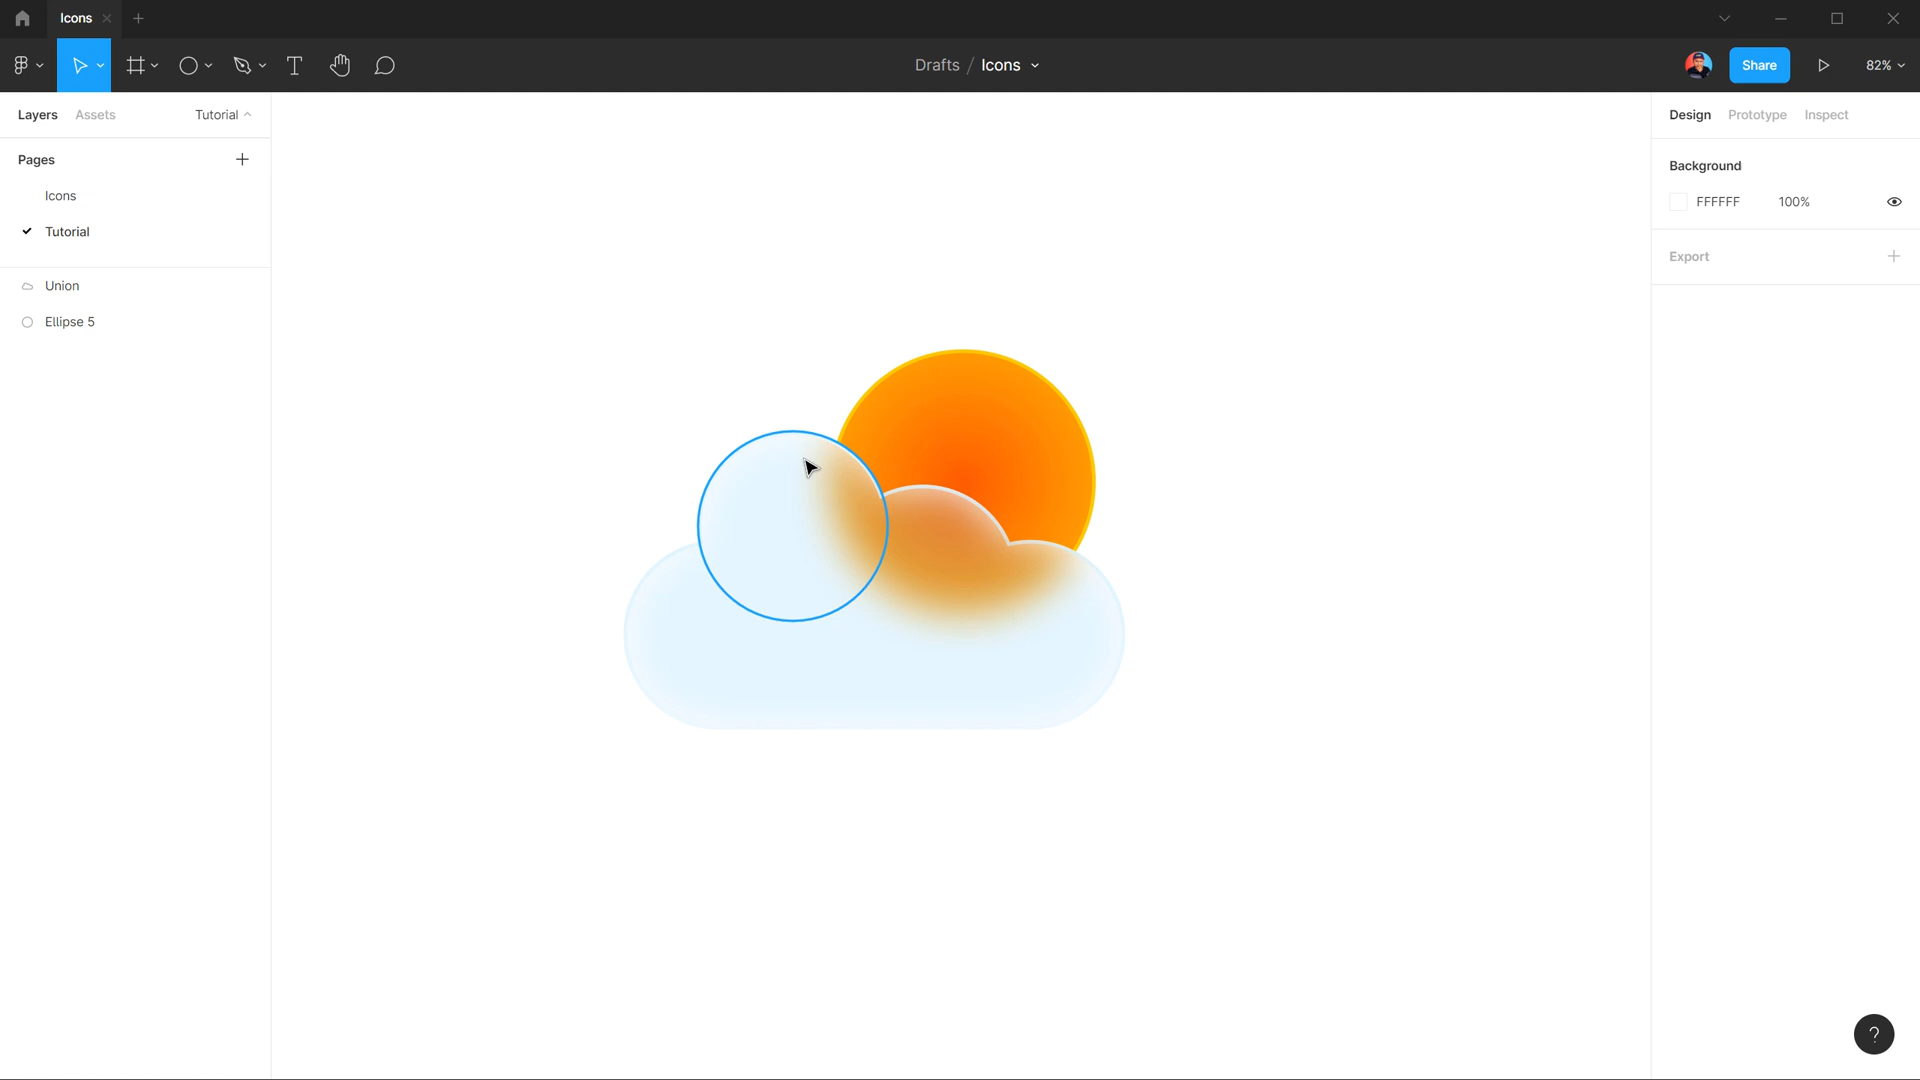 Icons
Drafts / Icons
Share
82%
Layers Assets Tutorial
Pages
Icons
Tutorial
Union
Ellipse 5
Design Prototype Inspect
Background
FFFFFF 100%
Export
?